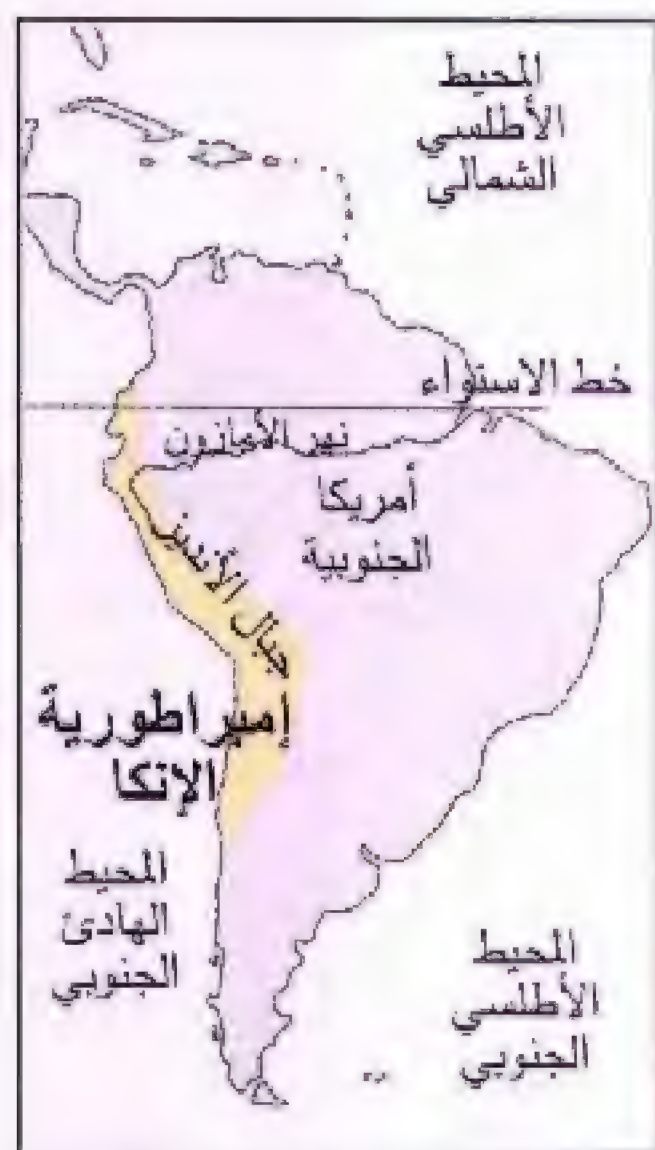 المحيط
الأطلسي
الشمالي
خط الاستواء
نهر الأمازون
أمريكا
الجنوبية
جبال الأنديز
إمبراطورية
الإنكا
المحيط
الهادئ
الجنوبي
المحيط
الأطلسي
الجنوبي